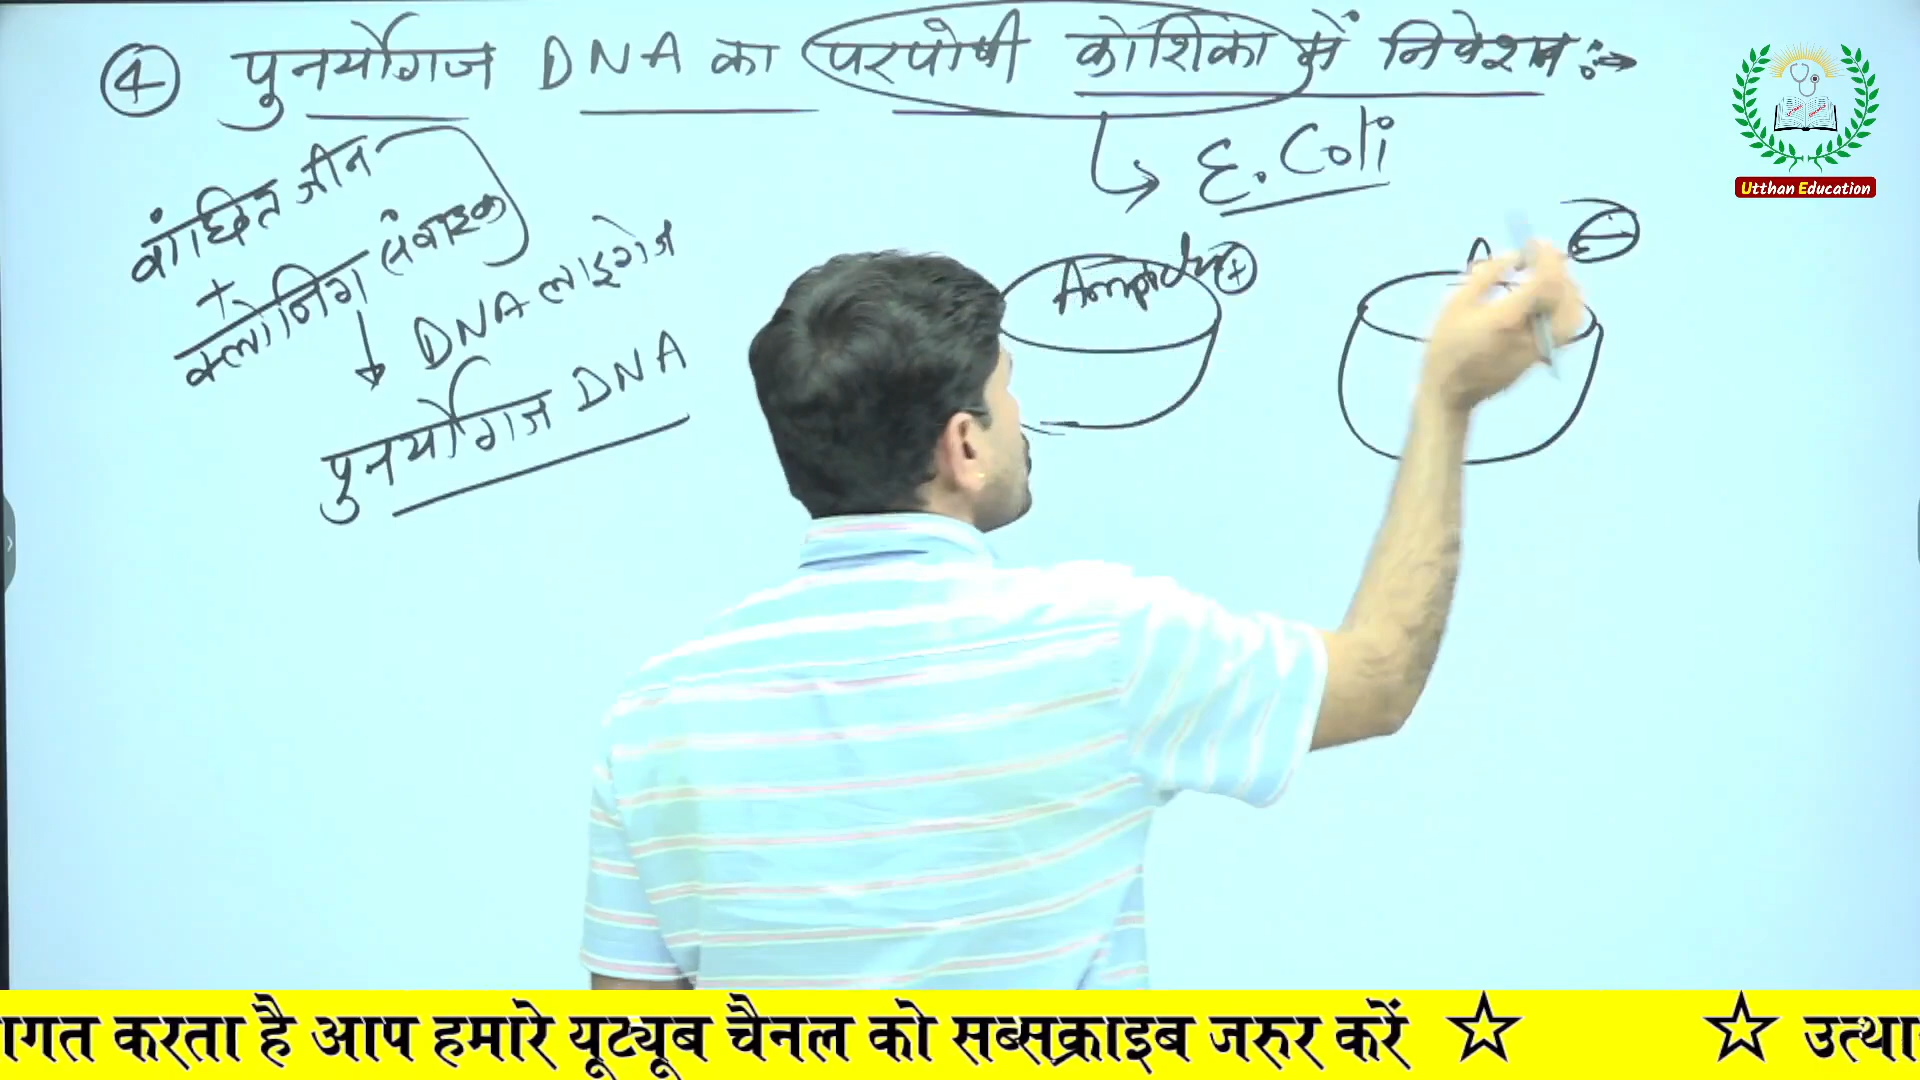 ④ पुनर्योगज DNA का परपोषी कोशिका में निवेशन :→
E. Coli
वांछित जीन
+
क्लोनिंग संवाहक
DNA लाइगेज
पुनर्योगज DNA
+
A
Utthan Education
गत करता है आप हमारे यूट्यूब चैनल को सब्सक्राइब जरुर करें ☆ ☆ उत्था